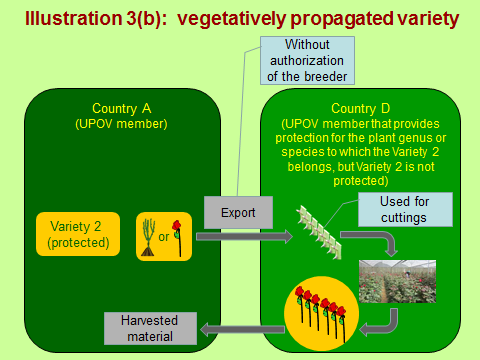 Illustration 3(b):  vegetatively propagated variety
Without
authorization
of the breeder
Country A
(UPOV member)
Country D
(UPOV member that provides
protection for the plant genus or
species to which the Variety 2
belongs, but Variety 2 is not
protected)
Export
Used for
cuttings
Variety 2
(protected)
or
Harvested
material